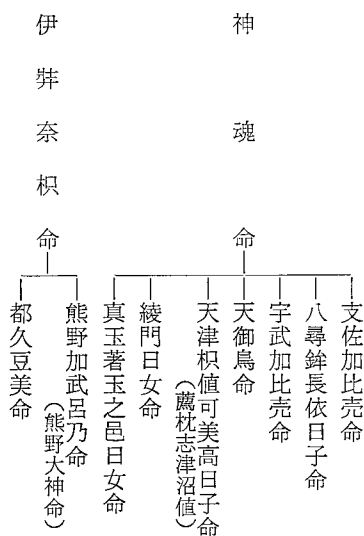 神魂命
支佐加比売命
八尋鉾長依日子命
宇武加比売命
天御鳥命
天津枳値可美高日子命
（薦枕志津沼値）
綾門日女命
真玉著玉之邑日女命
伊弉奈枳命
熊野加武呂乃命
（熊野大神命）
都久豆美命